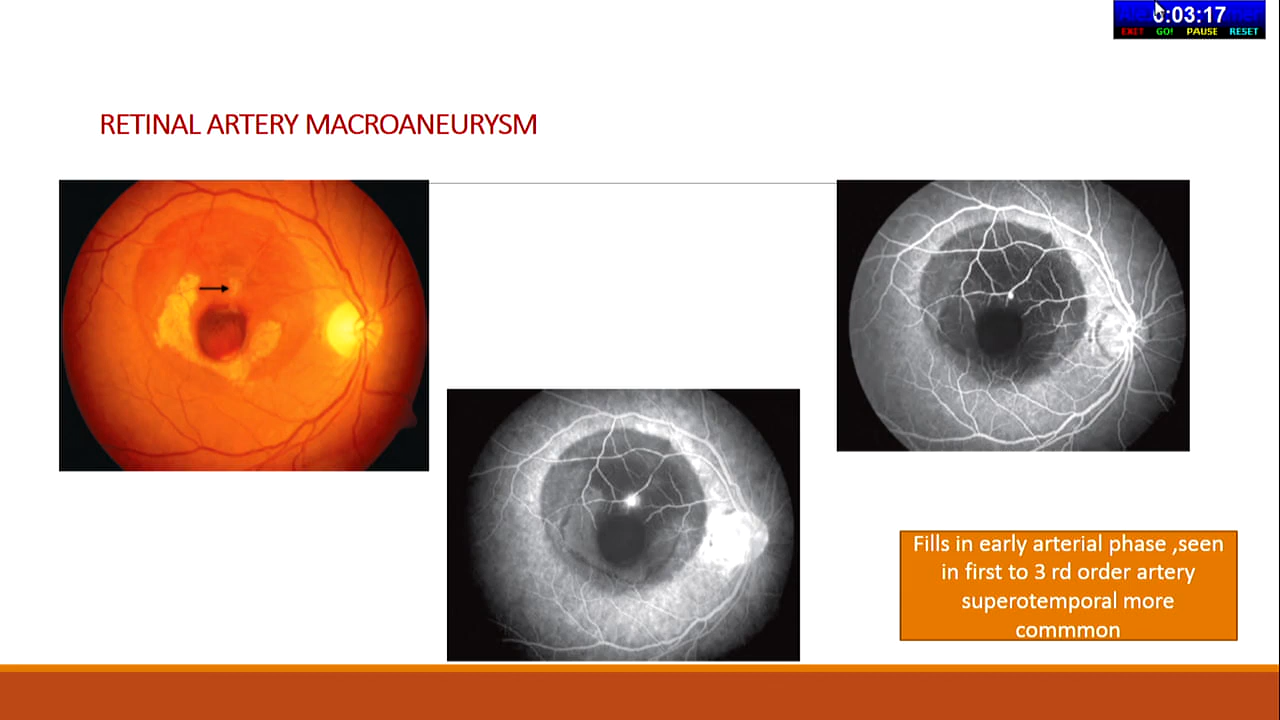 0:03:17
EXIT GO! PAUSE RESET
RETINAL ARTERY MACROANEURYSM
Fills in early arterial phase ,seen
in first to 3 rd order artery
superotemporal more
commmon